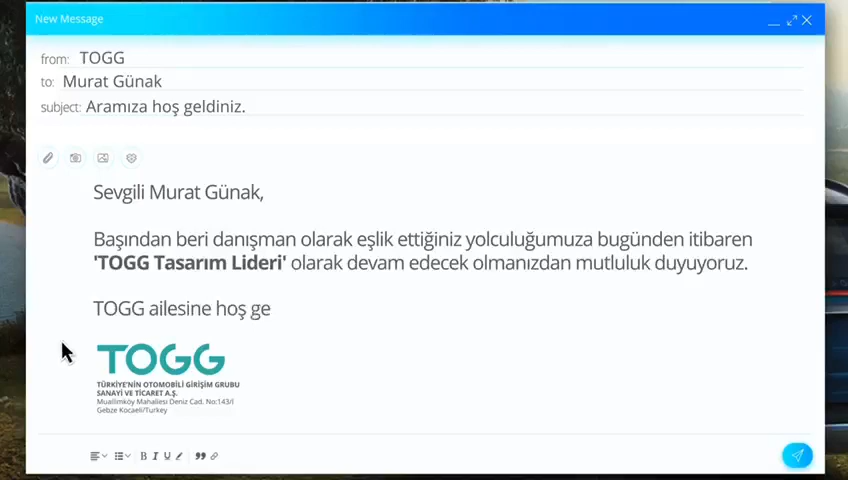 New Message
from: TOGG
to: Murat Günak
subject: Aramıza hoş geldiniz.
Sevgili Murat Günak,
Başından beri danışman olarak eşlik ettiğiniz yolculuğumuza bugünden itibaren
'TOGG Tasarım Lideri' olarak devam edecek olmanızdan mutluluk duyuyoruz.
TOGG ailesine hoş ge
TOGG
TÜRKİYE'NİN OTOMOBİLİ GİRİŞİM GRUBU
SANAYİ VE TİCARET A.Ş.
Muallimköy Mahallesi Deniz Cad. No:143/I
Gebze Kocaeli/Turkey
B I U